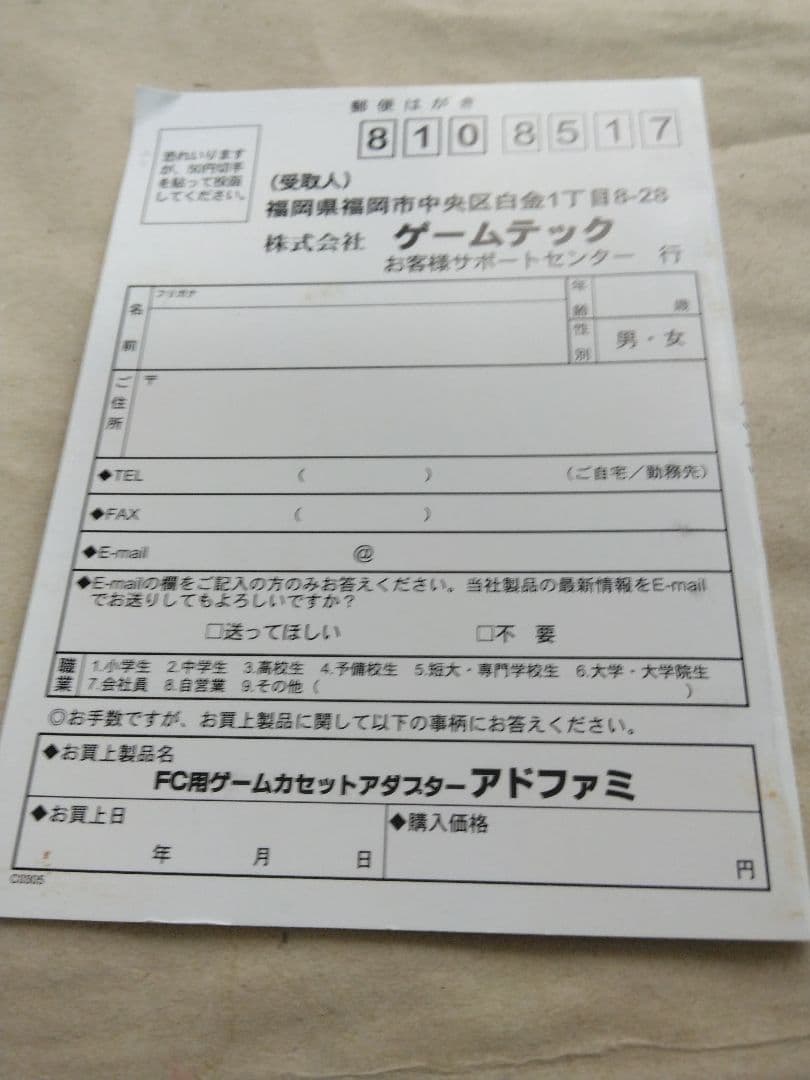 郵便はがき
8108517
恐れいります
が、50円切手
を貼って投函
してください。
(受取人)
福岡県福岡市中央区白金1丁目8-28
株式会社 ゲームテック
お客様サポートセンター 行
名前
フリガナ
年齢
歳
性別
男・女
ご住所
〒
◆TEL ( ) (ご自宅/勤務先)
◆FAX ( )
◆E-mail @
◆E-mailの欄をご記入の方のみお答えください。当社製品の最新情報をE-mail
でお送りしてもよろしいですか?
□送ってほしい □不 要
職業
1.小学生 2.中学生 3.高校生 4.予備校生 5.短大・専門学校生 6.大学・大学院生
7.会社員 8.自営業 9.その他( )
◎お手数ですが、お買上製品に関して以下の事柄にお答えください。
◆お買上製品名
FC用ゲームカセットアダプターアドファミ
◆お買上日
年 月 日
◆購入価格
円